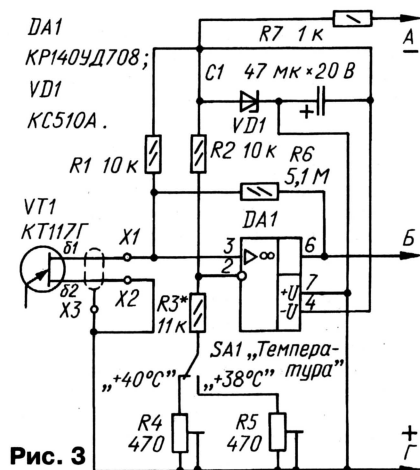 DA1
КР140УД708;
VD1
КС510А.
R7 1 к
А
C1 47 мк × 20 В
+
VD1
R1 10 к
R2 10 к
R6
5,1 М
VT1
КТ117Г
DA1
б1
X1
3
∞
6
Б
2
б2
X2
7
+U
-U
4
X3
R3*
11 к
SA1 „Темпера-
тура"
„+40°С"
„+38°С"
R4
470
R5
470
+
Г
Рис. 3